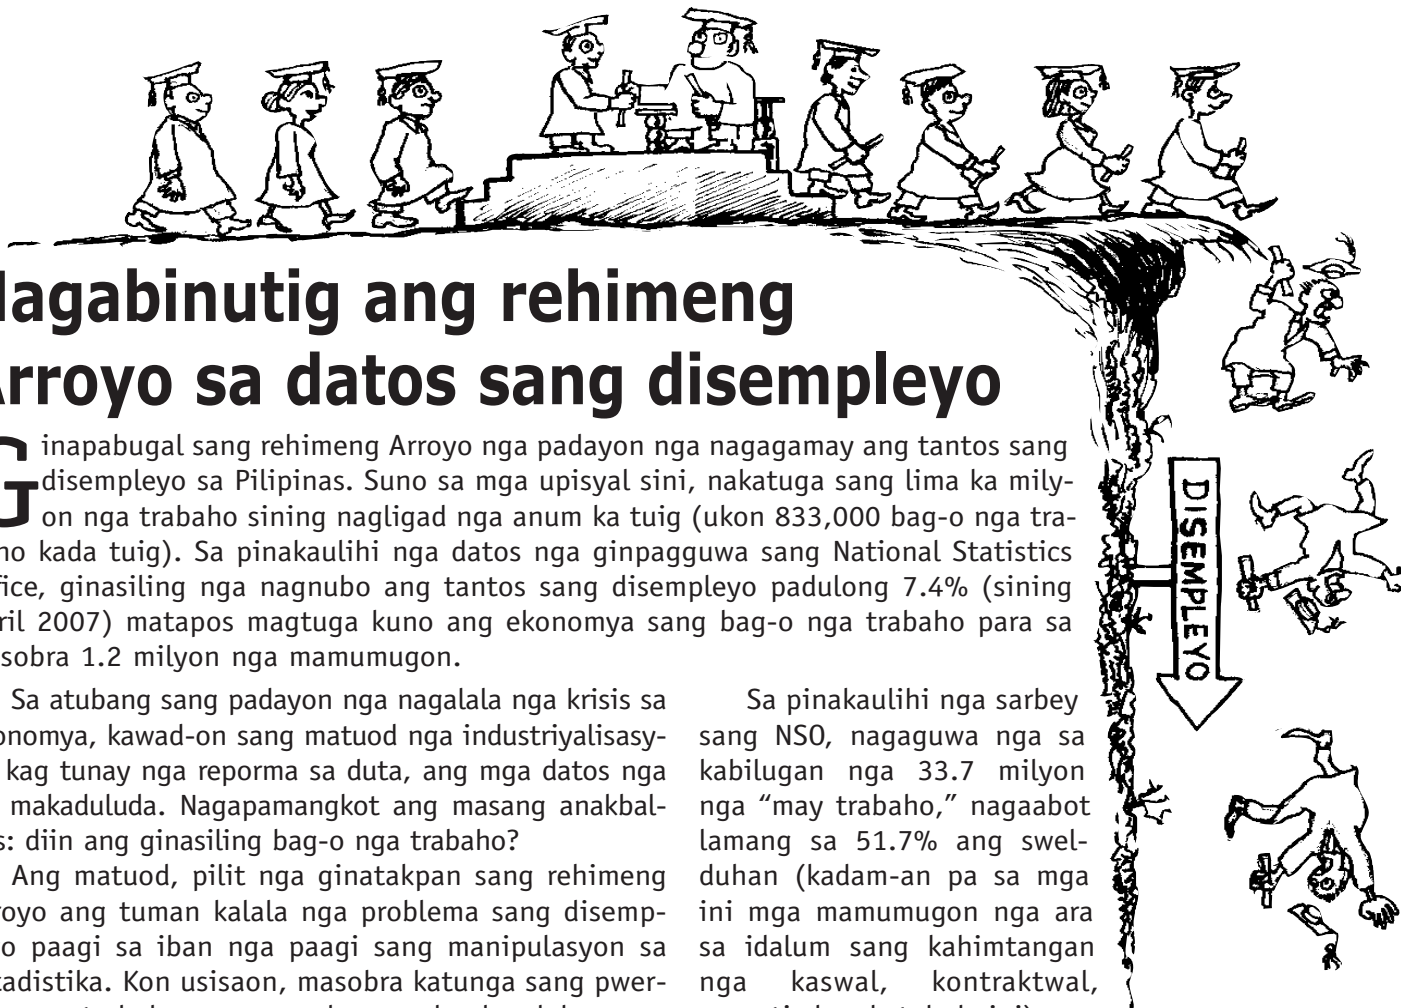 Nagabinutig ang rehimeng
Arroyo sa datos sang disempleyo
Ginapabugal sang rehimeng Arroyo nga padayon nga nagagamay ang tantos sang
disempleyo sa Pilipinas. Suno sa mga upisyal sini, nakatuga sang lima ka mily-
on nga trabaho sining nagligad nga anum ka tuig (ukon 833,000 bag-o nga tra-
ho kada tuig). Sa pinakaulihi nga datos nga ginpagguwa sang National Statistics
fice, ginasiling nga nagnubo ang tantos sang disempleyo padulong 7.4% (sining
ril 2007) matapos magtuga kuno ang ekonomya sang bag-o nga trabaho para sa
sobra 1.2 milyon nga mamumugon.
Sa atubang sang padayon nga nagalala nga krisis sa
onomya, kawad-on sang matuod nga industriyalisasy-
kag tunay nga reporma sa duta, ang mga datos nga
makaduluda. Nagapamangkot ang masang anakbal-
s: diin ang ginasiling bag-o nga trabaho?
Ang matuod, pilit nga ginatakpan sang rehimeng
royo ang tuman kalala nga problema sang disemp-
o paagi sa iban nga paagi sang manipulasyon sa
tadistika. Kon usisaon, masobra katunga sang pwer-
Sa pinakaulihi nga sarbey
sang NSO, nagaguwa nga sa
kabilugan nga 33.7 milyon
nga “may trabaho,” nagaabot
lamang sa 51.7% ang swel-
duhan (kadam-an pa sa mga
ini mga mamumugon nga ara
sa idalum sang kahimtangan
nga kaswal, kontraktwal,
DISEMPLEYO